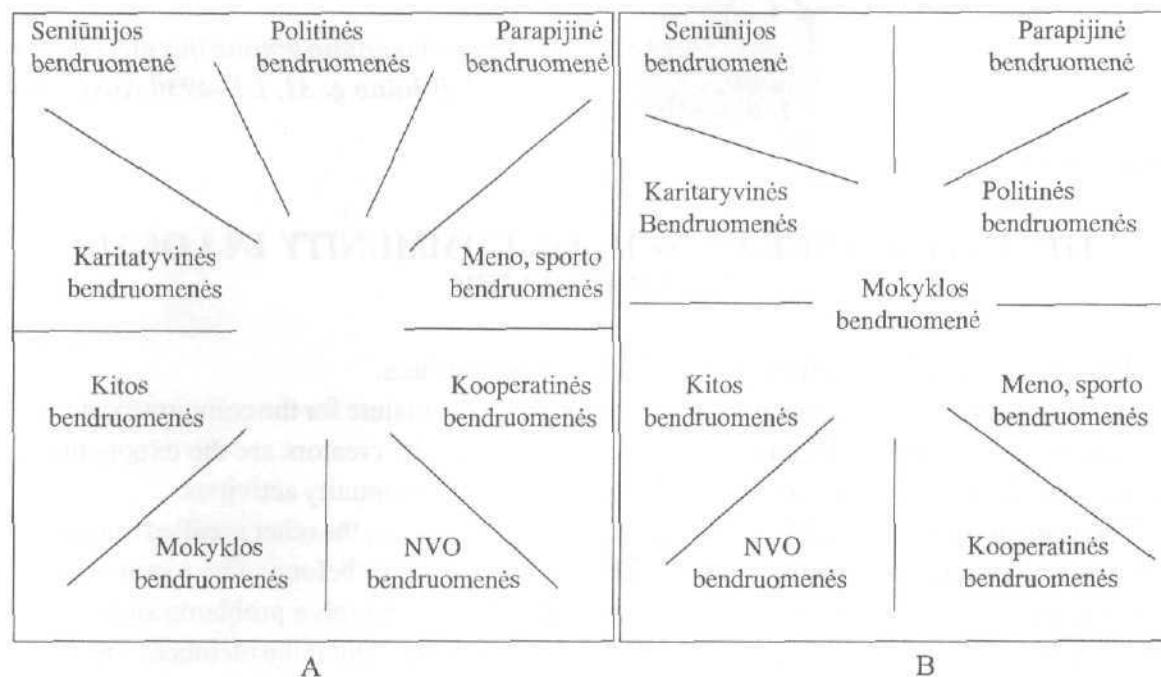 Seniūnijos
bendruomenė
Politinės
bendruomenės
Parapijinė
bendruomenė
Karitatyvinės
bendruomenės
Meno, sporto
bendruomenės
Kitos
bendruomenės
Kooperatinės
bendruomenės
Mokyklos
bendruomenės
NVO
bendruomenės
A
Seniūnijos
bendruomenė
Parapijinė
bendruomenė
Karitaryvinės
Bendruomenės
Politinės
bendruomenės
Mokyklos
bendruomenė
Kitos
bendruomenės
Meno, sporto
bendruomenės
NVO
bendruomenės
Kooperatinės
bendruomenės
B